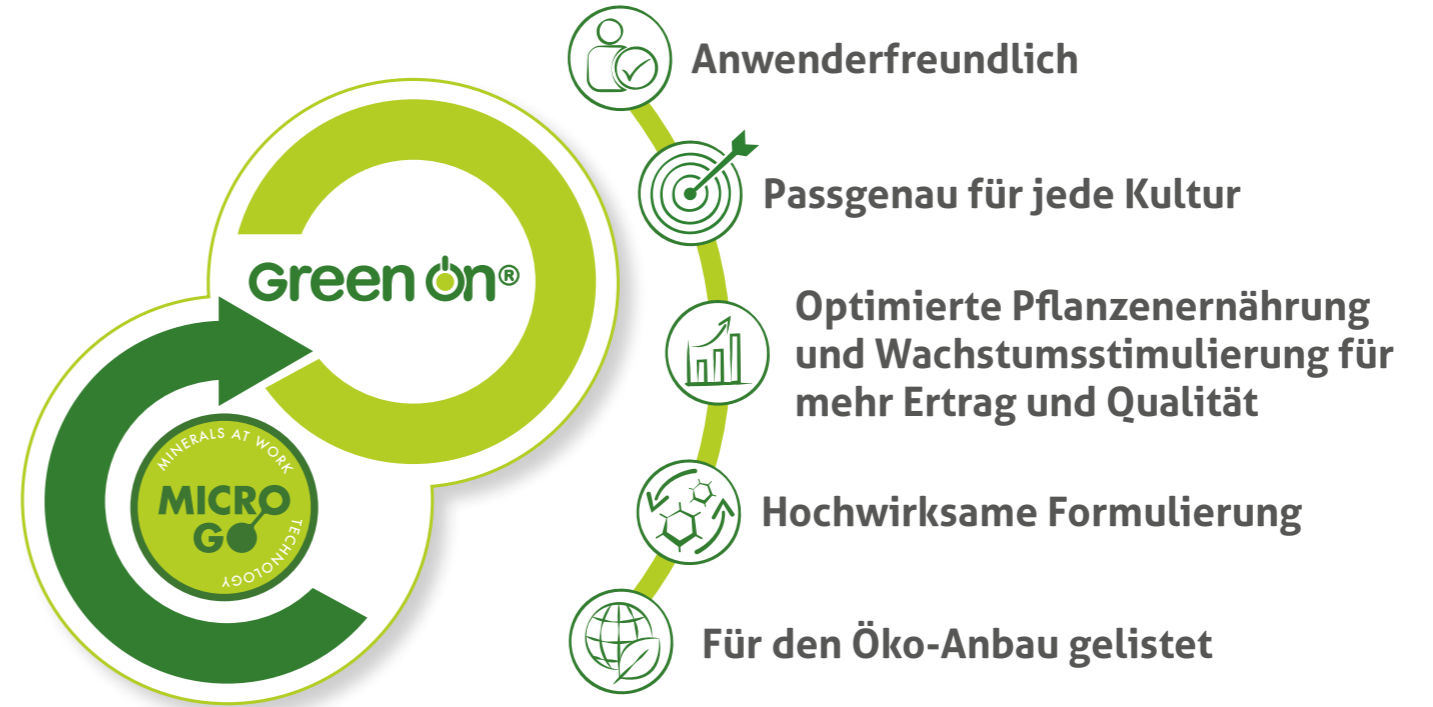 Anwenderfreundlich
Passgenau für jede Kultur
Green on®
Optimierte Pflanzenernährung
und Wachstumsstimulierung für
mehr Ertrag und Qualität
MINERALS AT WORK
MICRO
GO
TECHNOLOGY
Hochwirksame Formulierung
Für den Öko-Anbau gelistet